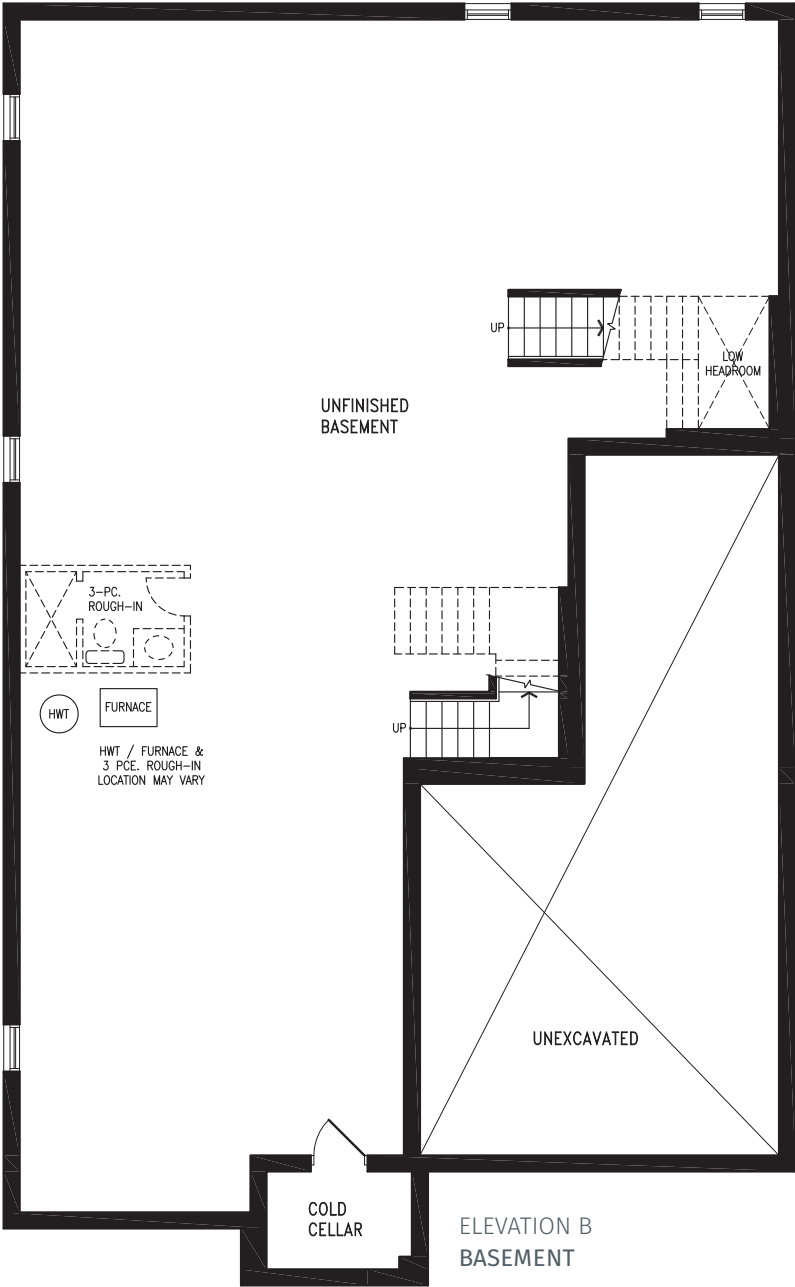 UP
LOW
HEADROOM
UNFINISHED
BASEMENT
3-PC.
ROUGH-IN
HWT
FURNACE
UP
HWT / FURNACE &
3 PCE. ROUGH-IN
LOCATION MAY VARY
UNEXCAVATED
COLD
CELLAR
ELEVATION B
BASEMENT